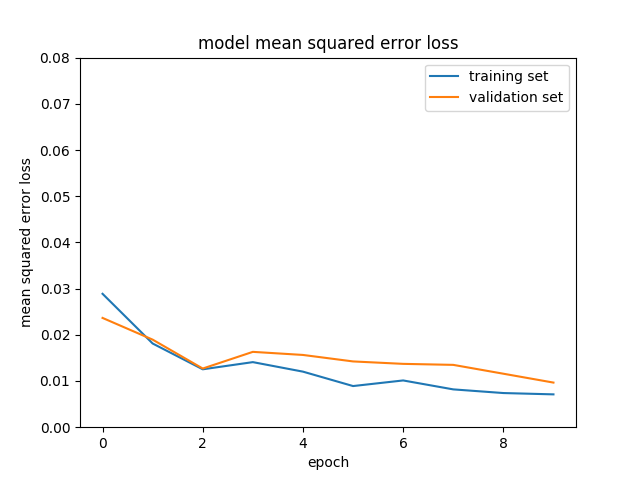 model mean squared error loss
0.08
0.07
0.06
0.05
0.04
0.03
0.02
0.01
0.00
mean squared error loss
training set
validation set
0 2 4 6 8
epoch